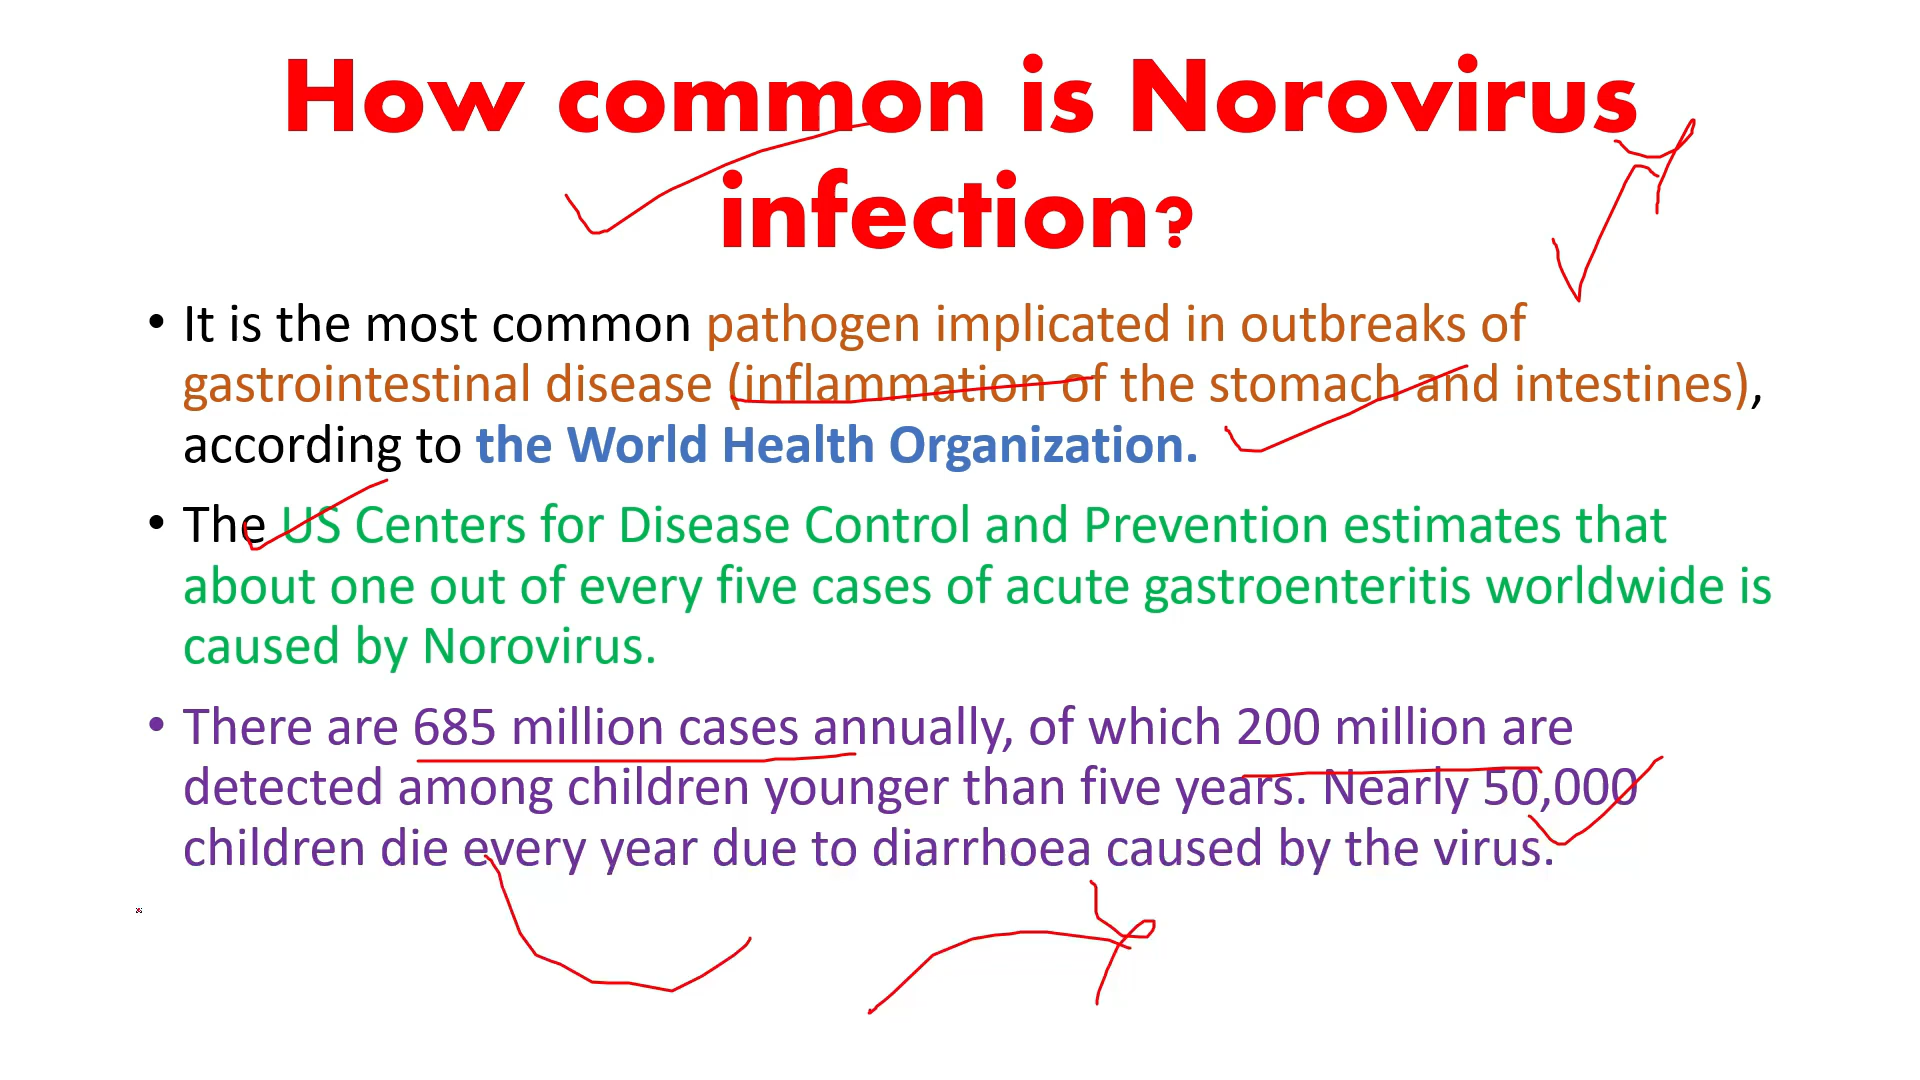 How common is Norovirus
infection?
• It is the most common pathogen implicated in outbreaks of
gastrointestinal disease (inflammation of the stomach and intestines),
according to the World Health Organization.
• The US Centers for Disease Control and Prevention estimates that
about one out of every five cases of acute gastroenteritis worldwide is
caused by Norovirus.
• There are 685 million cases annually, of which 200 million are
detected among children younger than five years. Nearly 50,000
children die every year due to diarrhoea caused by the virus.